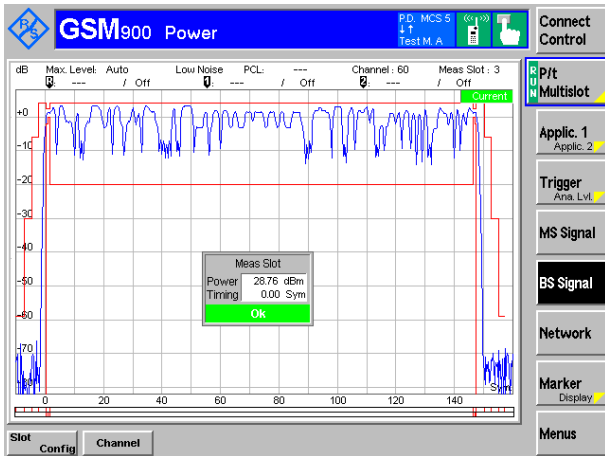 R/S
GSM900 Power
P.D. MCS 5
Test M. A
Connect
Control
dB Max. Level: Auto Low Noise PCL: --- Channel : 60 Meas Slot : 3
--- / Off --- / Off 2: --- / Off
Current
RUN
P/t
Multislot
Applic. 1
Applic. 2
Trigger
Ana. Lvl.
MS Signal
BS Signal
Network
Marker
Display
Menus
+0
-10
-20
-30
-40
-50
-60
-70
-80
Meas Slot
Power 28.76 dBm
Timing 0.00 Sym
Ok
Sym
0 20 40 60 80 100 120 140
Slot
Config
Channel